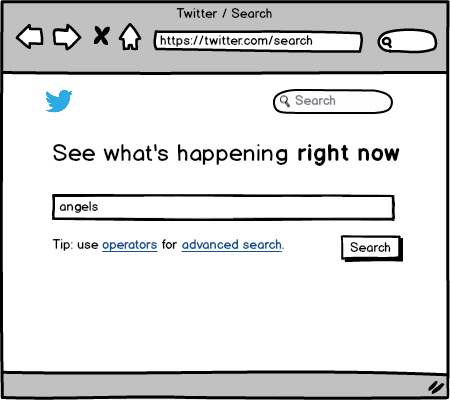 Twitter / Search
https://twitter.com/search
Search
See what's happening right now
angels
Tip: use operators for advanced search.
Search